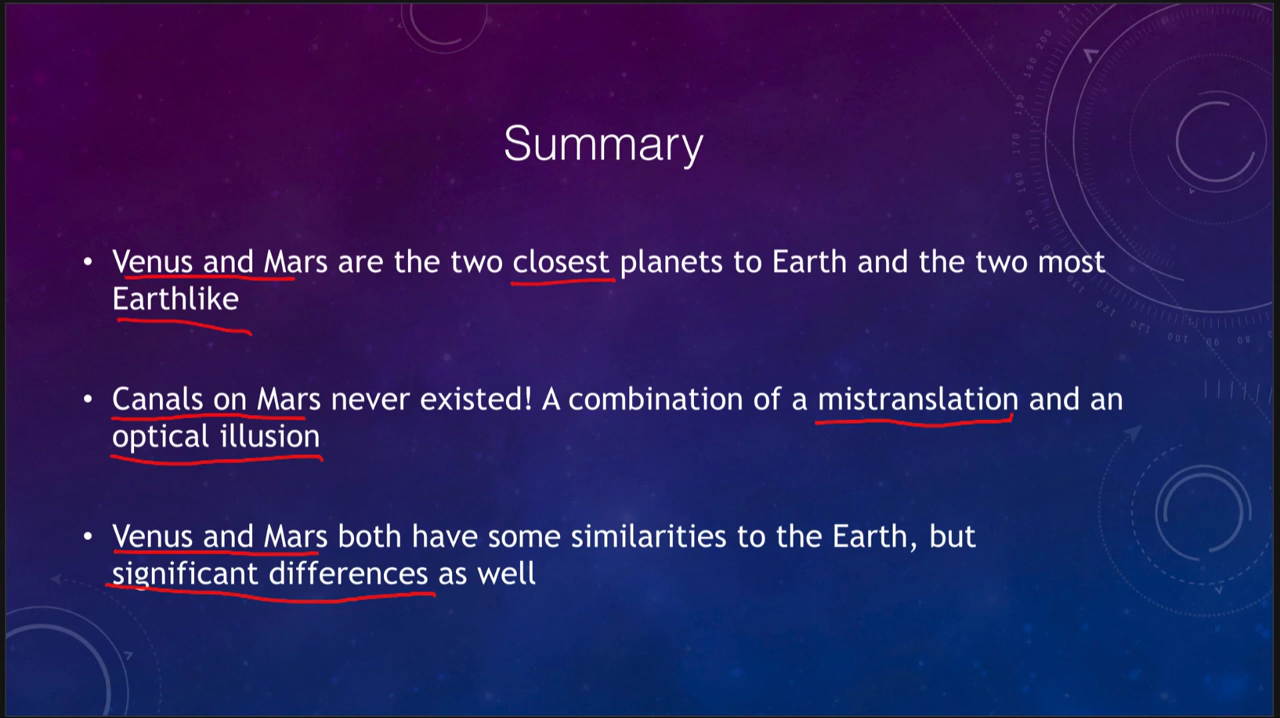 Summary
• Venus and Mars are the two closest planets to Earth and the two most
Earthlike
• Canals on Mars never existed! A combination of a mistranslation and an
optical illusion
• Venus and Mars both have some similarities to the Earth, but
significant differences as well